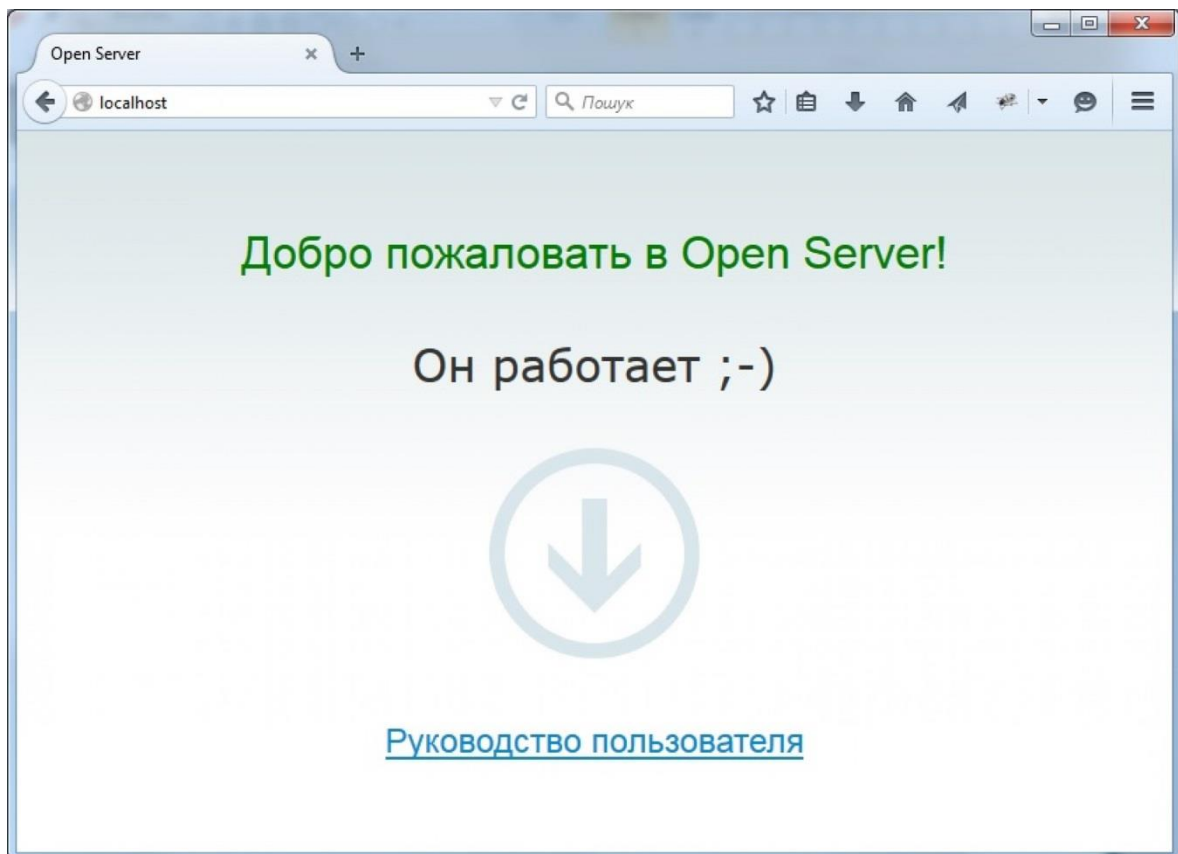 Open Server
localhost
Пошук
Добро пожаловать в Open Server!
Он работает ;-)
Руководство пользователя